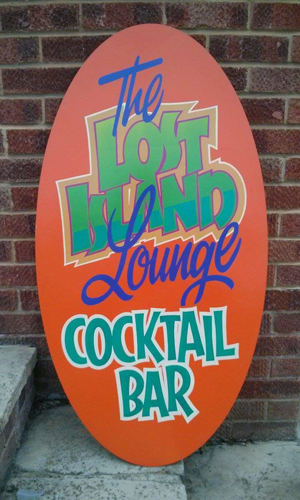 The
LOST
ISLAND
Lounge
COCKTAIL
BAR